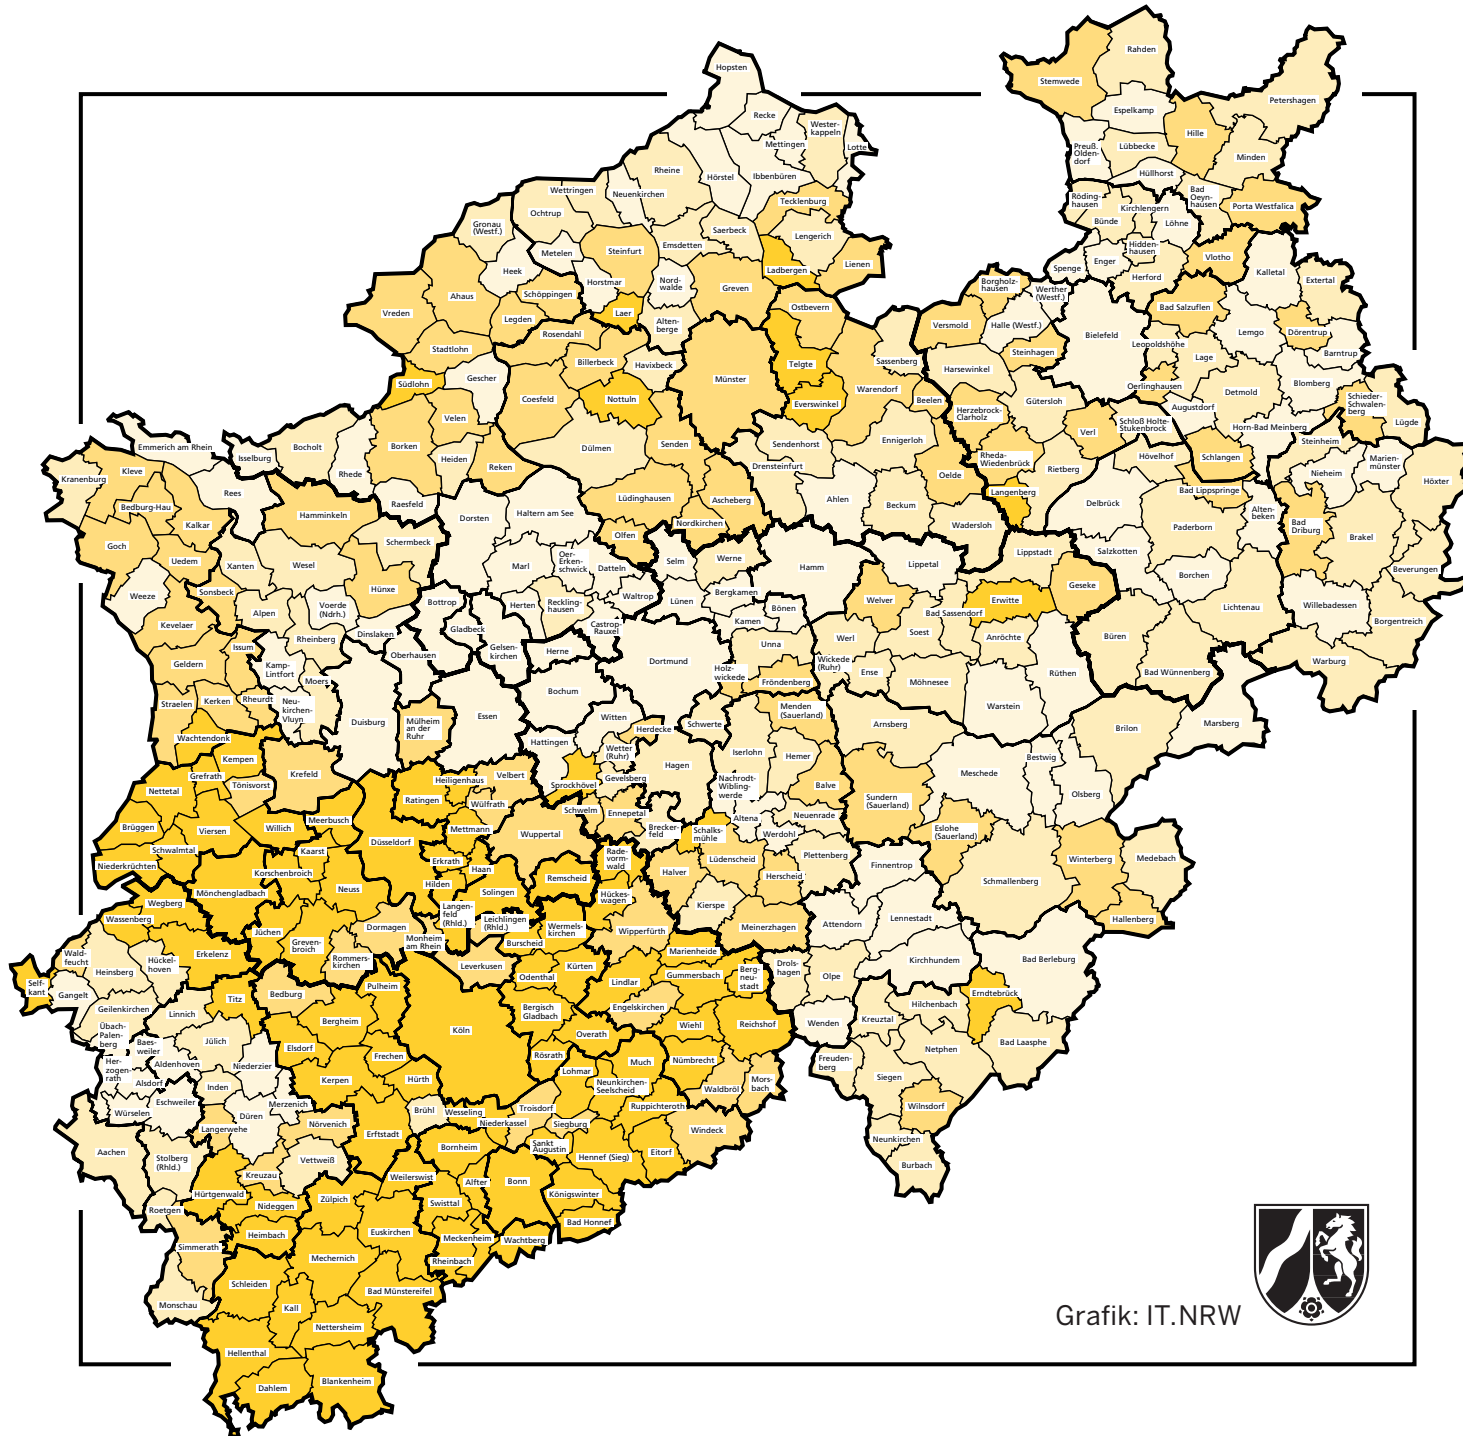 Hopsten
Rahden
Stemwede
Petershagen
Espelkamp
Recke
Wester-
kappeln
Hille
Mettingen
Lotte
Preuß.
Olden-
dorf
Lübbecke
Minden
Rheine
Hörstel
Ibbenbüren
Hüllhorst
Wettringen
Neuenkirchen
Bad
Oeyn-
hausen
Röding-
hausen
Tecklenburg
Kirchlengern
Porta Westfalica
Ochtrup
Bünde
Löhne
Gronau
(Westf.)
Saerbeck
Lengerich
Hidden-
hausen
Emsdetten
Metelen
Steinfurt
Vlotho
Enger
Spenge
Lienen
Ladbergen
Heek
Kalletal
Herford
Horstmar
Nord-
walde
Greven
Borgholz-
hausen
Extertal
Schöppingen
Ahaus
Werther
(Westf.)
Ostbevern
Bad Salzuflen
Vreden
Laer
Legden
Alten-
berge
Versmold
Halle (Westf.)
Rosendahl
Bielefeld
Lemgo
Dörentrup
Leopoldshöhe
Stadtlohn
Steinhagen
Barntrup
Billerbeck
Havixbeck
Telgte
Sassenberg
Lage
Harsewinkel
Münster
Südlohn
Gescher
Blomberg
Oerlinghausen
Warendorf
Detmold
Coesfeld
Nottuln
Everswinkel
Beelen
Gütersloh
Schieder-
Schwalen-
berg
Augustdorf
Herzebrock-
Clarholz
Velen
Schloß Holte-
Stukenbrock
Lügde
Horn-Bad Meinberg
Verl
Ennigerloh
Emmerich am Rhein
Bocholt
Borken
Dülmen
Senden
Sendenhorst
Steinheim
Isselburg
Heiden
Rheda-
Wiedenbrück
Hövelhof
Schlangen
Marien-
münster
Reken
Drensteinfurt
Rietberg
Kleve
Rhede
Nieheim
Kranenburg
Oelde
Höxter
Rees
Langenberg
Bad Lippspringe
Lüdinghausen
Ascheberg
Ahlen
Beckum
Raesfeld
Delbrück
Bedburg-Hau
Alten-
beken
Haltern am See
Hamminkeln
Dorsten
Kalkar
Nordkirchen
Wadersloh
Paderborn
Bad
Driburg
Olfen
Brakel
Schermbeck
Goch
Lippstadt
Salzkotten
Oer-
Erken-
schwick
Werne
Uedem
Xanten
Wesel
Marl
Datteln
Selm
Hamm
Lippetal
Beverungen
Borchen
Geseke
Hünxe
Sonsbeck
Weeze
Waltrop
Bergkamen
Welver
Erwitte
Bottrop
Herten
Reckling-
hausen
Lünen
Willebadessen
Lichtenau
Voerde
(Ndrh.)
Bönen
Bad Sassendorf
Alpen
Borgentreich
Kevelaer
Kamen
Castrop-
Rauxel
Gladbeck
Soest
Dinslaken
Werl
Anröchte
Büren
Rheinberg
Unna
Issum
Gelsen-
kirchen
Herne
Oberhausen
Geldern
Dortmund
Wickede
(Ruhr)
Warburg
Kamp-
Lintfort
Holz-
wickede
Ense
Rüthen
Bad Wünnenberg
Moers
Fröndenberg
Möhnesee
Bochum
Kerken
Rheurdt
Straelen
Neu-
kirchen-
Vluyn
Menden
(Sauerland)
Warstein
Essen
Witten
Duisburg
Mülheim
an der
Ruhr
Schwerte
Arnsberg
Marsberg
Herdecke
Brilon
Wachtendonk
Hattingen
Wetter
(Ruhr)
Iserlohn
Hemer
Bestwig
Kempen
Hagen
Meschede
Krefeld
Grefrath
Velbert
Gevelsberg
Heiligenhaus
Nachrodt-
Wibling-
werde
Tönisvorst
Sprockhövel
Balve
Nettetal
Olsberg
Ratingen
Sundern
(Sauerland)
Wülfrath
Schwelm
Ennepetal
Neuenrade
Altena
Meerbusch
Brüggen
Viersen
Willich
Mettmann
Wuppertal
Brecker-
feld
Schalks-
mühle
Werdohl
Eslohe
(Sauerland)
Düsseldorf
Schwalmtal
Kaarst
Rade-
vorm-
wald
Plettenberg
Winterberg
Medebach
Erkrath
Lüdenscheid
Finnentrop
Niederkrüchten
Korschenbroich
Haan
Halver
Herscheid
Remscheid
Schmallenberg
Neuss
Hilden
Mönchengladbach
Solingen
Hückes-
wagen
Wegberg
Kierspe
Langen-
feld
(Rhld.)
Wassenberg
Leichlingen
(Rhld.)
Lennestadt
Hallenberg
Wermels-
kirchen
Dormagen
Attendorn
Meinerzhagen
Jüchen
Wipperfürth
Greven-
broich
Burscheid
Monheim
am Rhein
Erkelenz
Wald-
feucht
Marienheide
Hückel-
hoven
Rommers-
kirchen
Leverkusen
Kürten
Bad Berleburg
Kirchhundem
Drols-
hagen
Heinsberg
Gummersbach
Berg-
neu-
stadt
Olpe
Odenthal
Lindlar
Self-
kant
Pulheim
Gangelt
Titz
Bedburg
Erndtebrück
Hilchenbach
Geilenkirchen
Linnich
Engelskirchen
Bergisch
Gladbach
Bergheim
Kreuztal
Wiehl
Reichshof
Wenden
Köln
Übach-
Palen-
berg
Overath
Baes-
weiler
Jülich
Bad Laasphe
Elsdorf
Netphen
Frechen
Rösrath
Her-
zogen-
rath
Aldenhoven
Niederzier
Much
Nümbrecht
Freuden-
berg
Lohmar
Kerpen
Hürth
Siegen
Alsdorf
Inden
Neunkirchen-
Seelscheid
Waldbröl
Mors-
bach
Eschweiler
Merzenich
Brühl
Wesseling
Troisdorf
Ruppichteroth
Wilnsdorf
Würselen
Düren
Nörvenich
Niederkassel
Siegburg
Langerwehe
Erftstadt
Windeck
Neunkirchen
Bornheim
Sankt
Augustin
Aachen
Hennef (Sieg)
Eitorf
Stolberg
(Rhld.)
Vettweiß
Burbach
Kreuzau
Weilerswist
Alfter
Bonn
Hürtgenwald
Königswinter
Zülpich
Swisttal
Nideggen
Roetgen
Bad Honnef
Euskirchen
Heimbach
Meckenheim
Wachtberg
Simmerath
Mechernich
Rheinbach
Schleiden
Bad Münstereifel
Monschau
Kall
Grafik: IT.NRW
Nettersheim
Hellenthal
Blankenheim
Dahlem